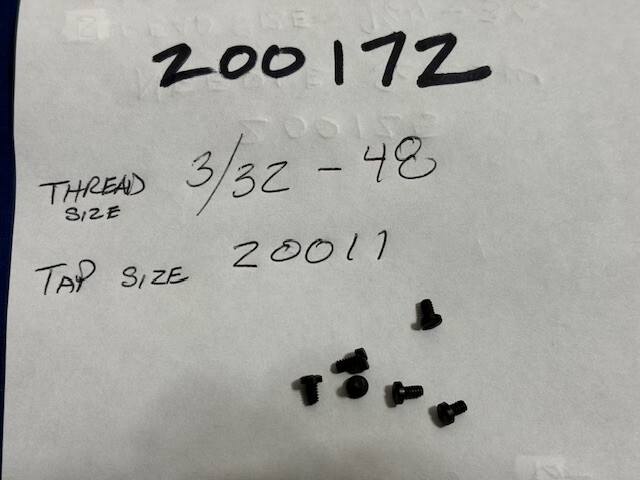 200172
THREAD SIZE 3/32 - 48
TAP SIZE 20011